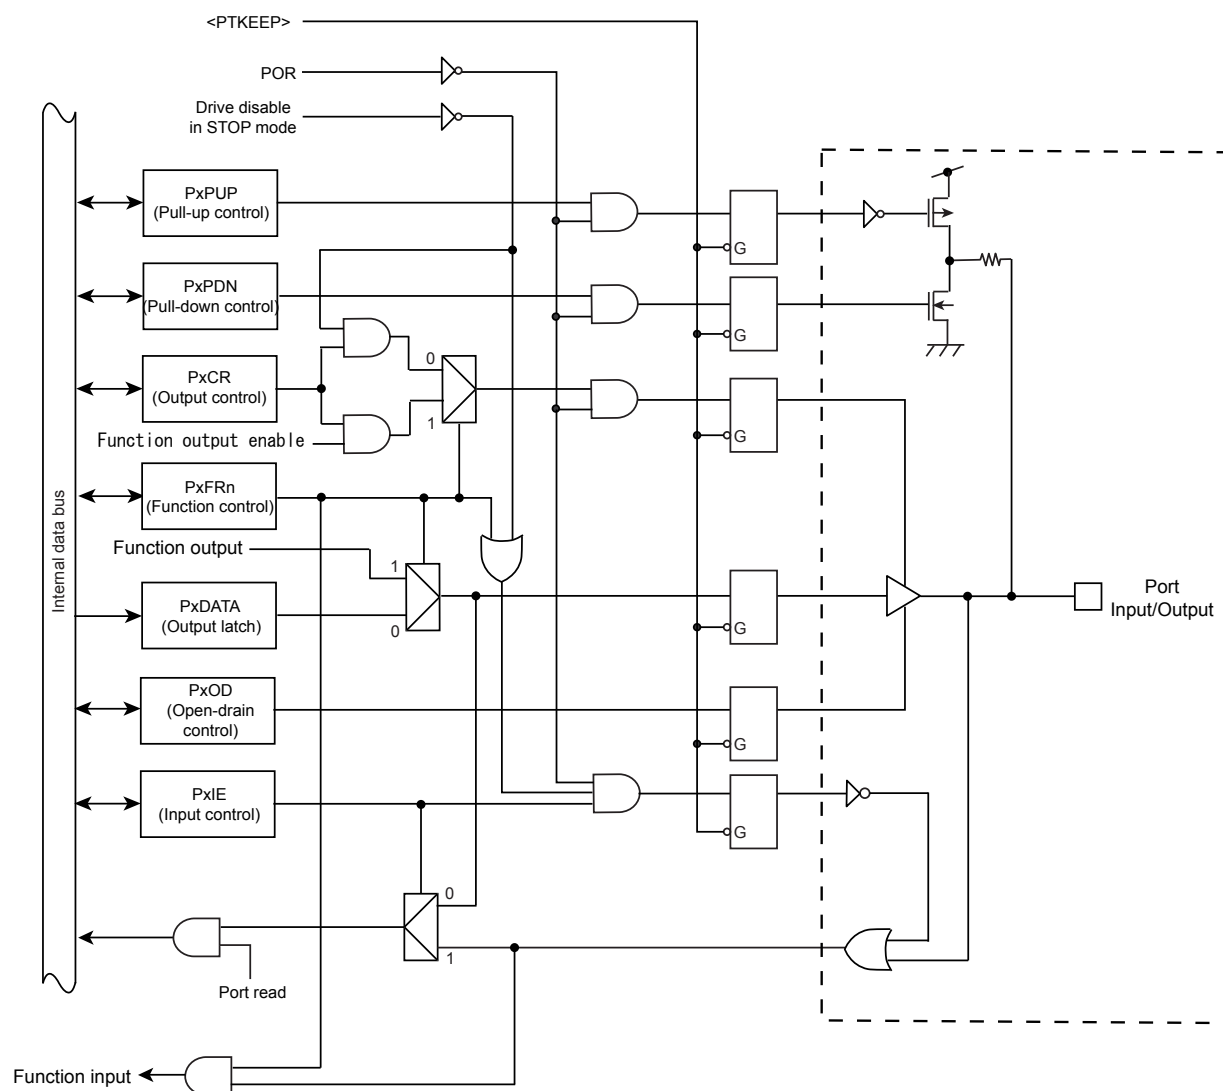 <PTKEEP>
POR
Drive disable
in STOP mode
PxPUP
(Pull-up control)
G
PxPDN
(Pull-down control)
G
PxCR
(Output control)
0
1
G
Function output enable
PxFRn
(Function control)
Internal data bus
Function output
1
0
PxDATA
(Output latch)
G
Port
Input/Output
PxOD
(Open-drain
control)
G
PxIE
(Input control)
G
0
1
Port read
Function input